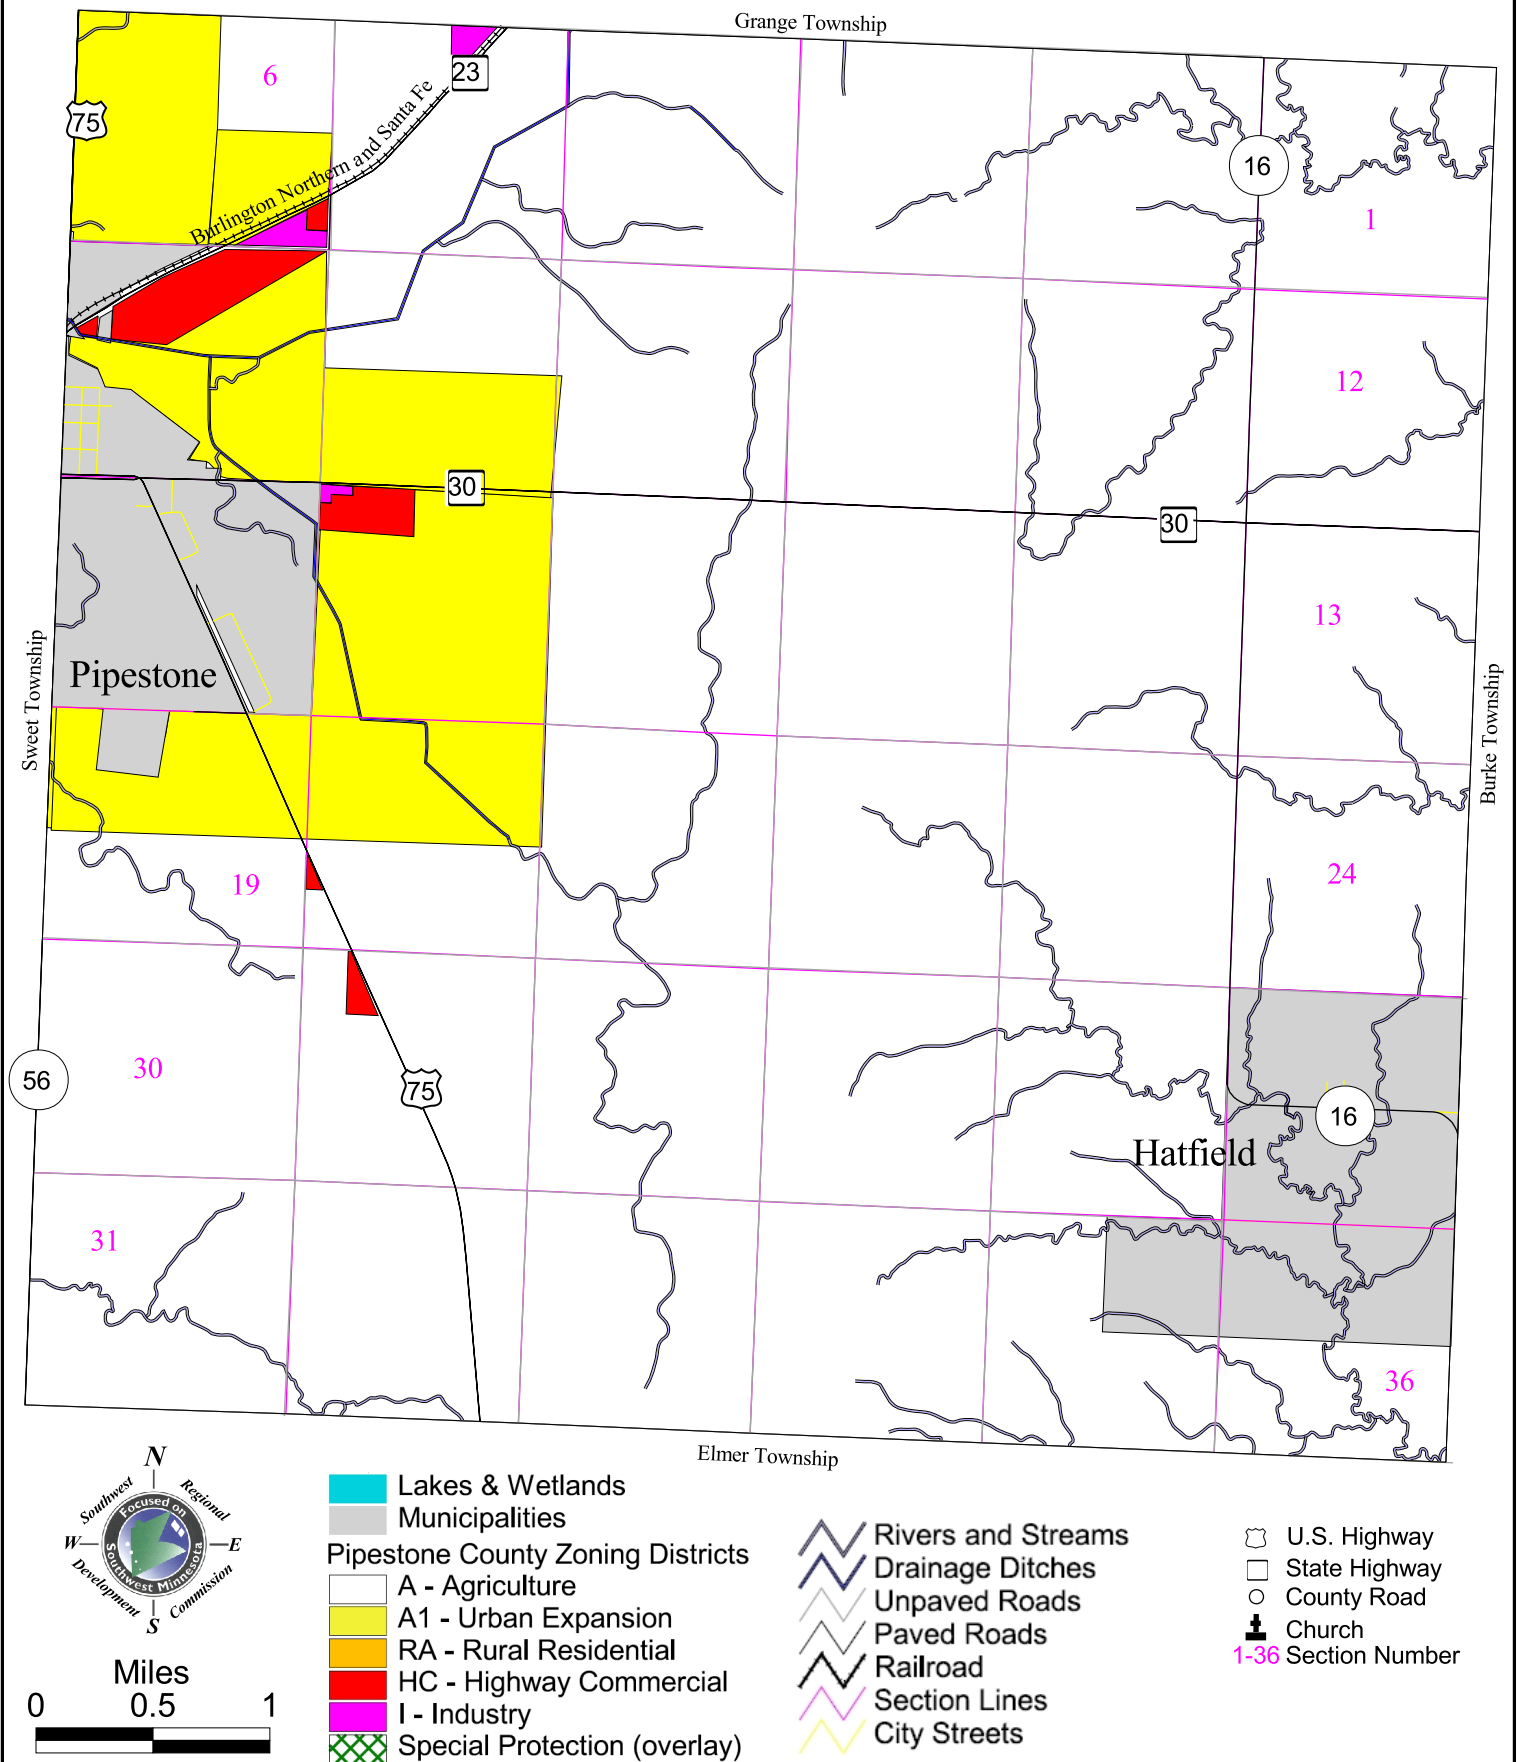 Grange Township
6
23
75
Burlington Northern and Santa Fe
16
1
12
30
30
13
Pipestone
Sweet Township
Burke Township
19
24
30
56
75
16
Hatfield
31
36
Elmer Township
N
Southwest Regional
W E
Development Commission
S
Focused on
Southwest Minnesota
Miles
0 0.5 1
Lakes & Wetlands
Municipalities
Pipestone County Zoning Districts
A - Agriculture
A1 - Urban Expansion
RA - Rural Residential
HC - Highway Commercial
I - Industry
Special Protection (overlay)
Rivers and Streams
Drainage Ditches
Unpaved Roads
Paved Roads
Railroad
Section Lines
City Streets
U.S. Highway
State Highway
County Road
Church
1-36 Section Number